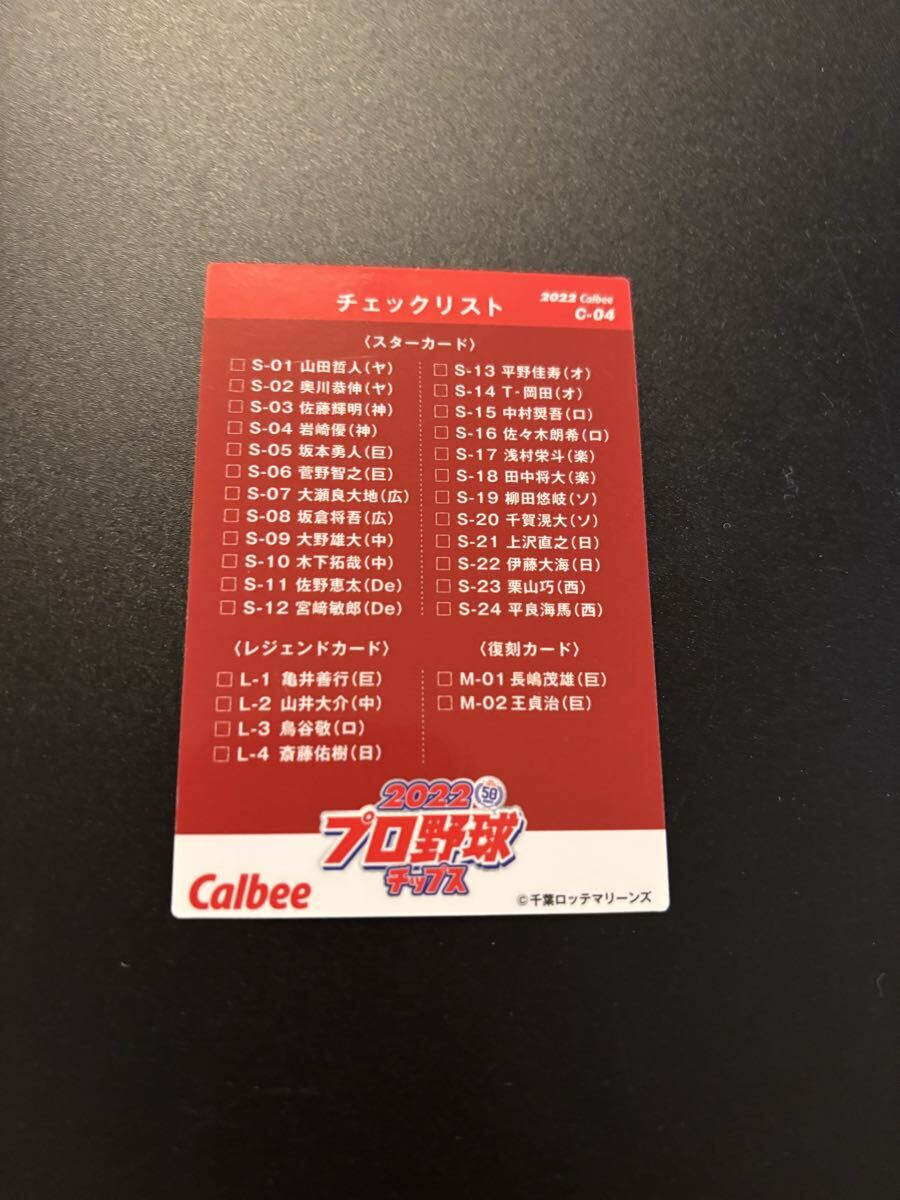 チェックリスト
2022 Calbee
C-04
〈スターカード〉
□ S-01 山田哲人(ヤ)
□ S-02 奥川恭伸(ヤ)
□ S-03 佐藤輝明(神)
□ S-04 岩崎優(神)
□ S-05 坂本勇人(巨)
□ S-06 菅野智之(巨)
□ S-07 大瀬良大地(広)
□ S-08 坂倉将吾(広)
□ S-09 大野雄大(中)
□ S-10 木下拓哉(中)
□ S-11 佐野恵太(De)
□ S-12 宮﨑敏郎(De)
□ S-13 平野佳寿(オ)
□ S-14 T-岡田(オ)
□ S-15 中村奨吾(ロ)
□ S-16 佐々木朗希(ロ)
□ S-17 浅村栄斗(楽)
□ S-18 田中将大(楽)
□ S-19 柳田悠岐(ソ)
□ S-20 千賀滉大(ソ)
□ S-21 上沢直之(日)
□ S-22 伊藤大海(日)
□ S-23 栗山巧(西)
□ S-24 平良海馬(西)
〈レジェンドカード〉
□ L-1 亀井善行(巨)
□ L-2 山井大介(中)
□ L-3 鳥谷敬(ロ)
□ L-4 斎藤佑樹(日)
〈復刻カード〉
□ M-01 長嶋茂雄(巨)
□ M-02 王貞治(巨)
2022
50
プロ野球
チップス
Calbee
©千葉ロッテマリーンズ